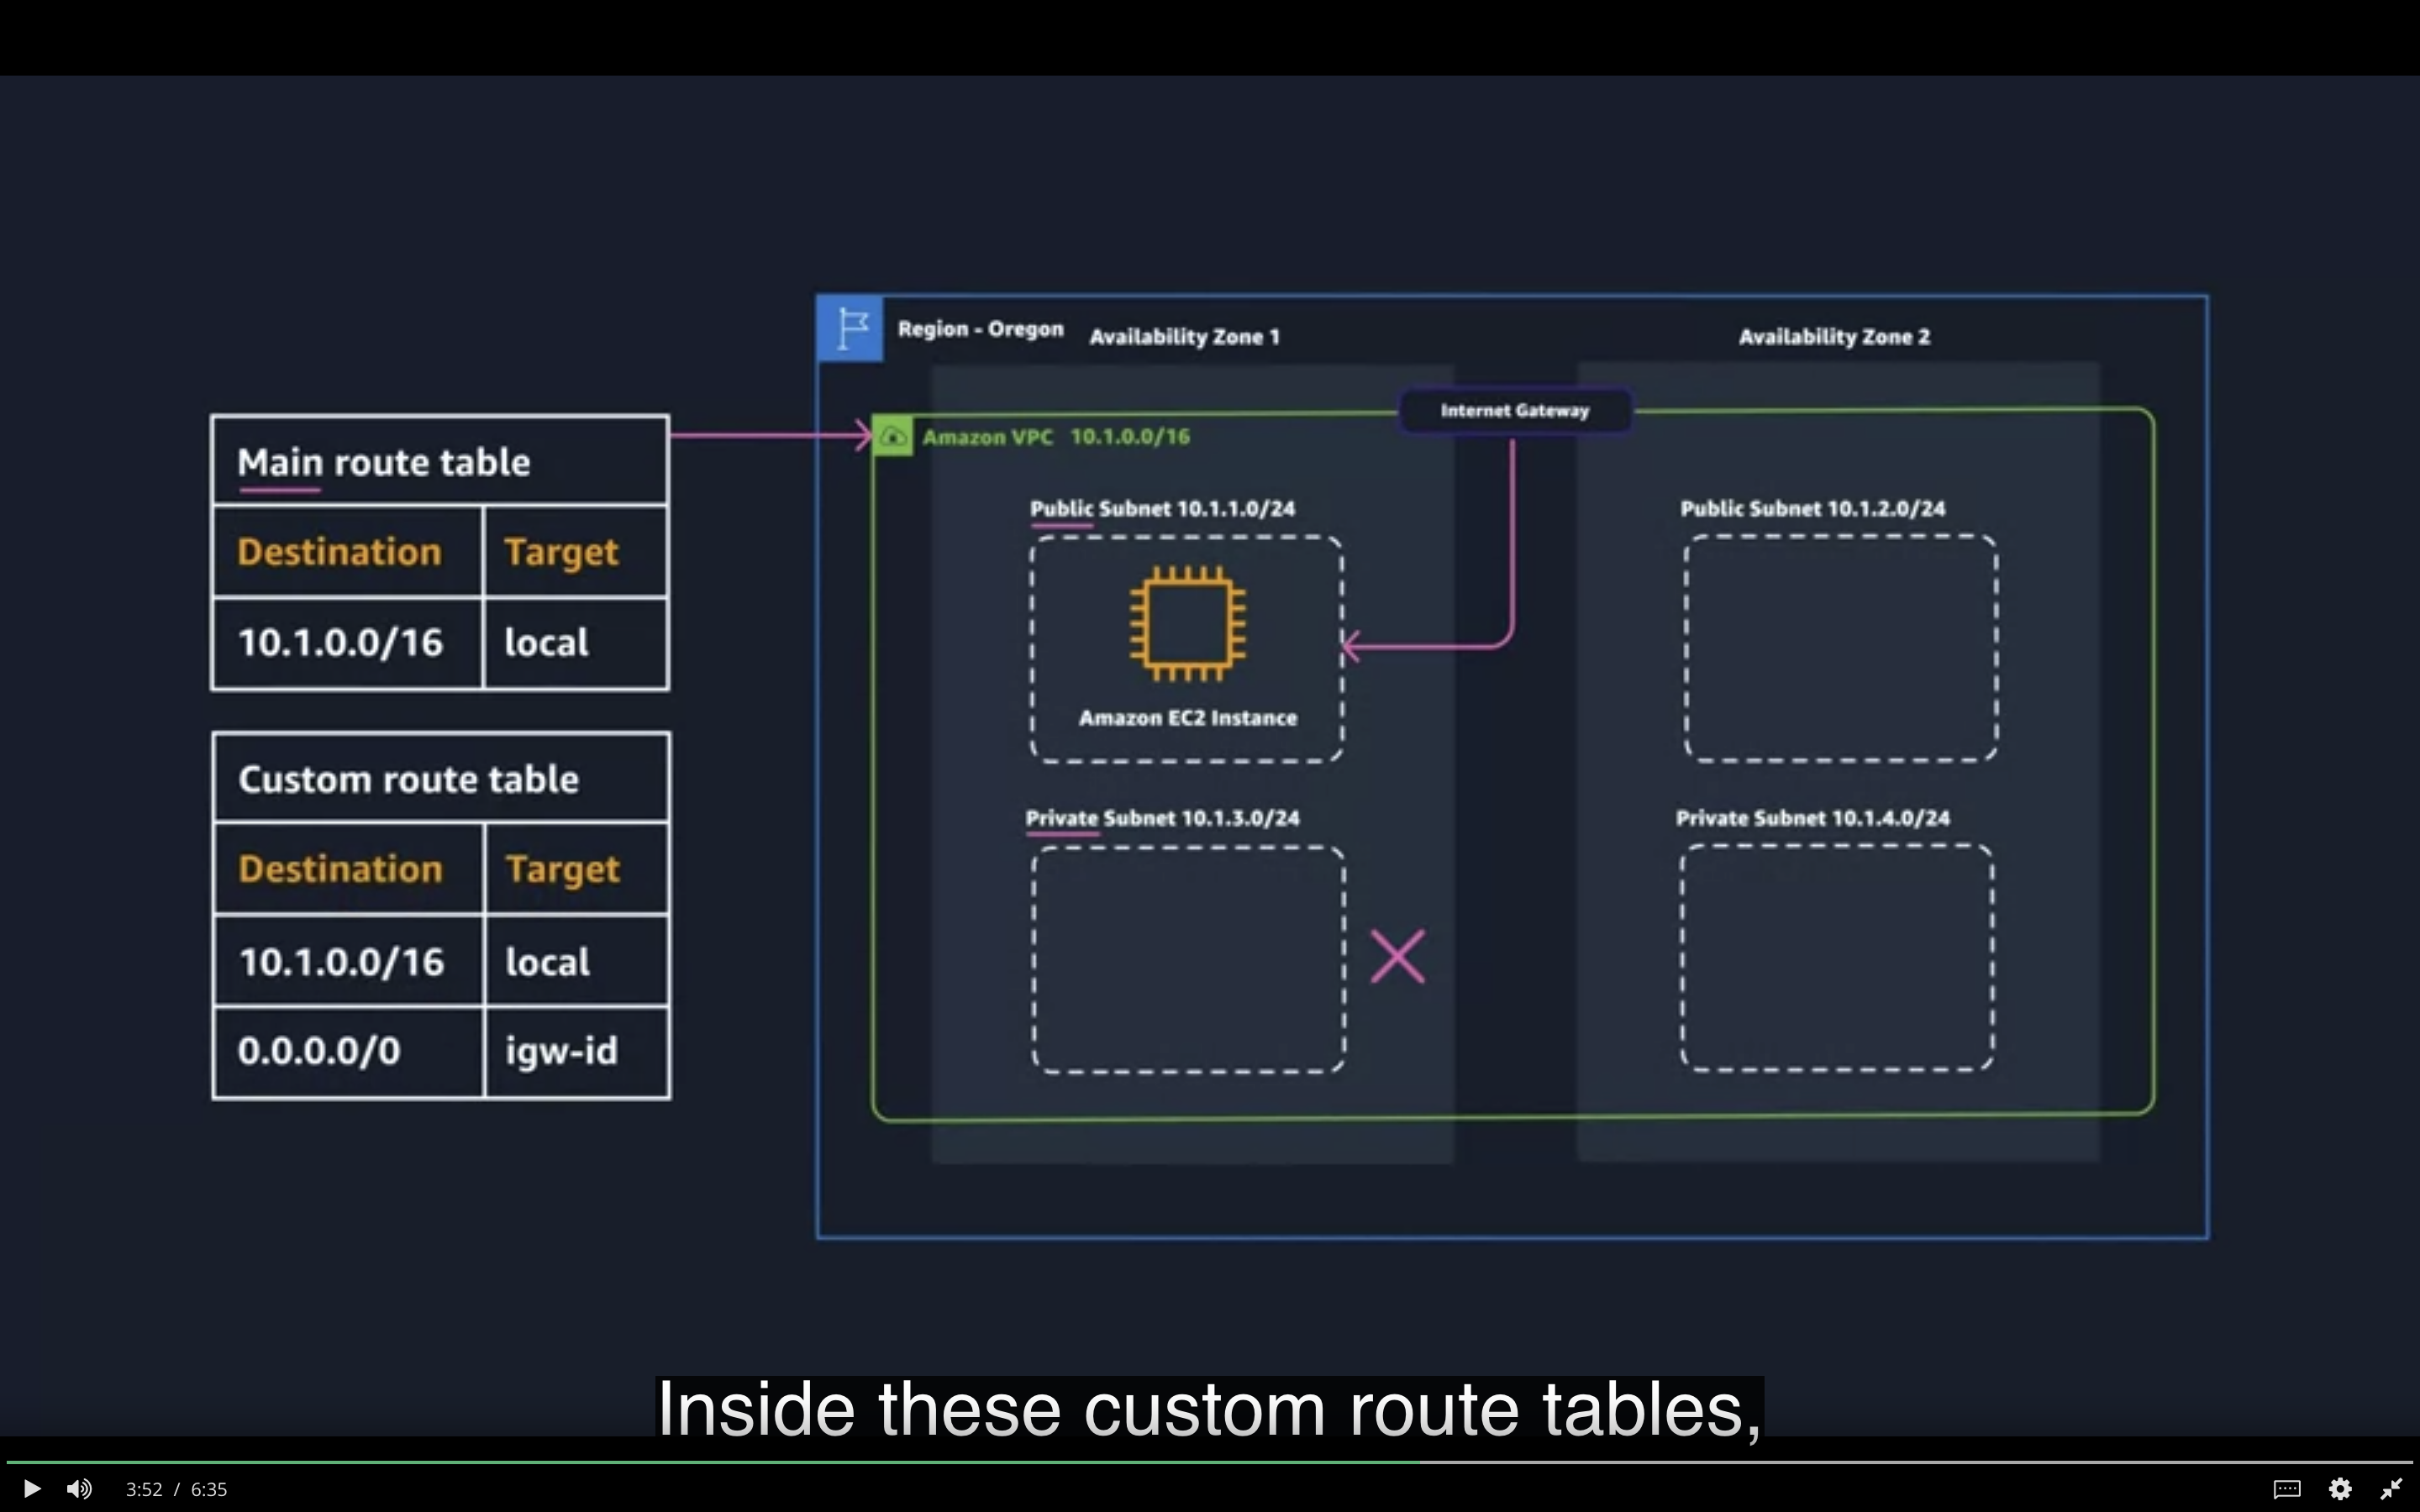 Main route table
Destination Target
10.1.0.0/16 local
Custom route table
Destination Target
10.1.0.0/16 local
0.0.0.0/0 igw-id
Region - Oregon
Availability Zone 1
Availability Zone 2
Internet Gateway
Amazon VPC 10.1.0.0/16
Public Subnet 10.1.1.0/24
Public Subnet 10.1.2.0/24
Amazon EC2 Instance
Private Subnet 10.1.3.0/24
Private Subnet 10.1.4.0/24
Inside these custom route tables,
3:52 / 6:35